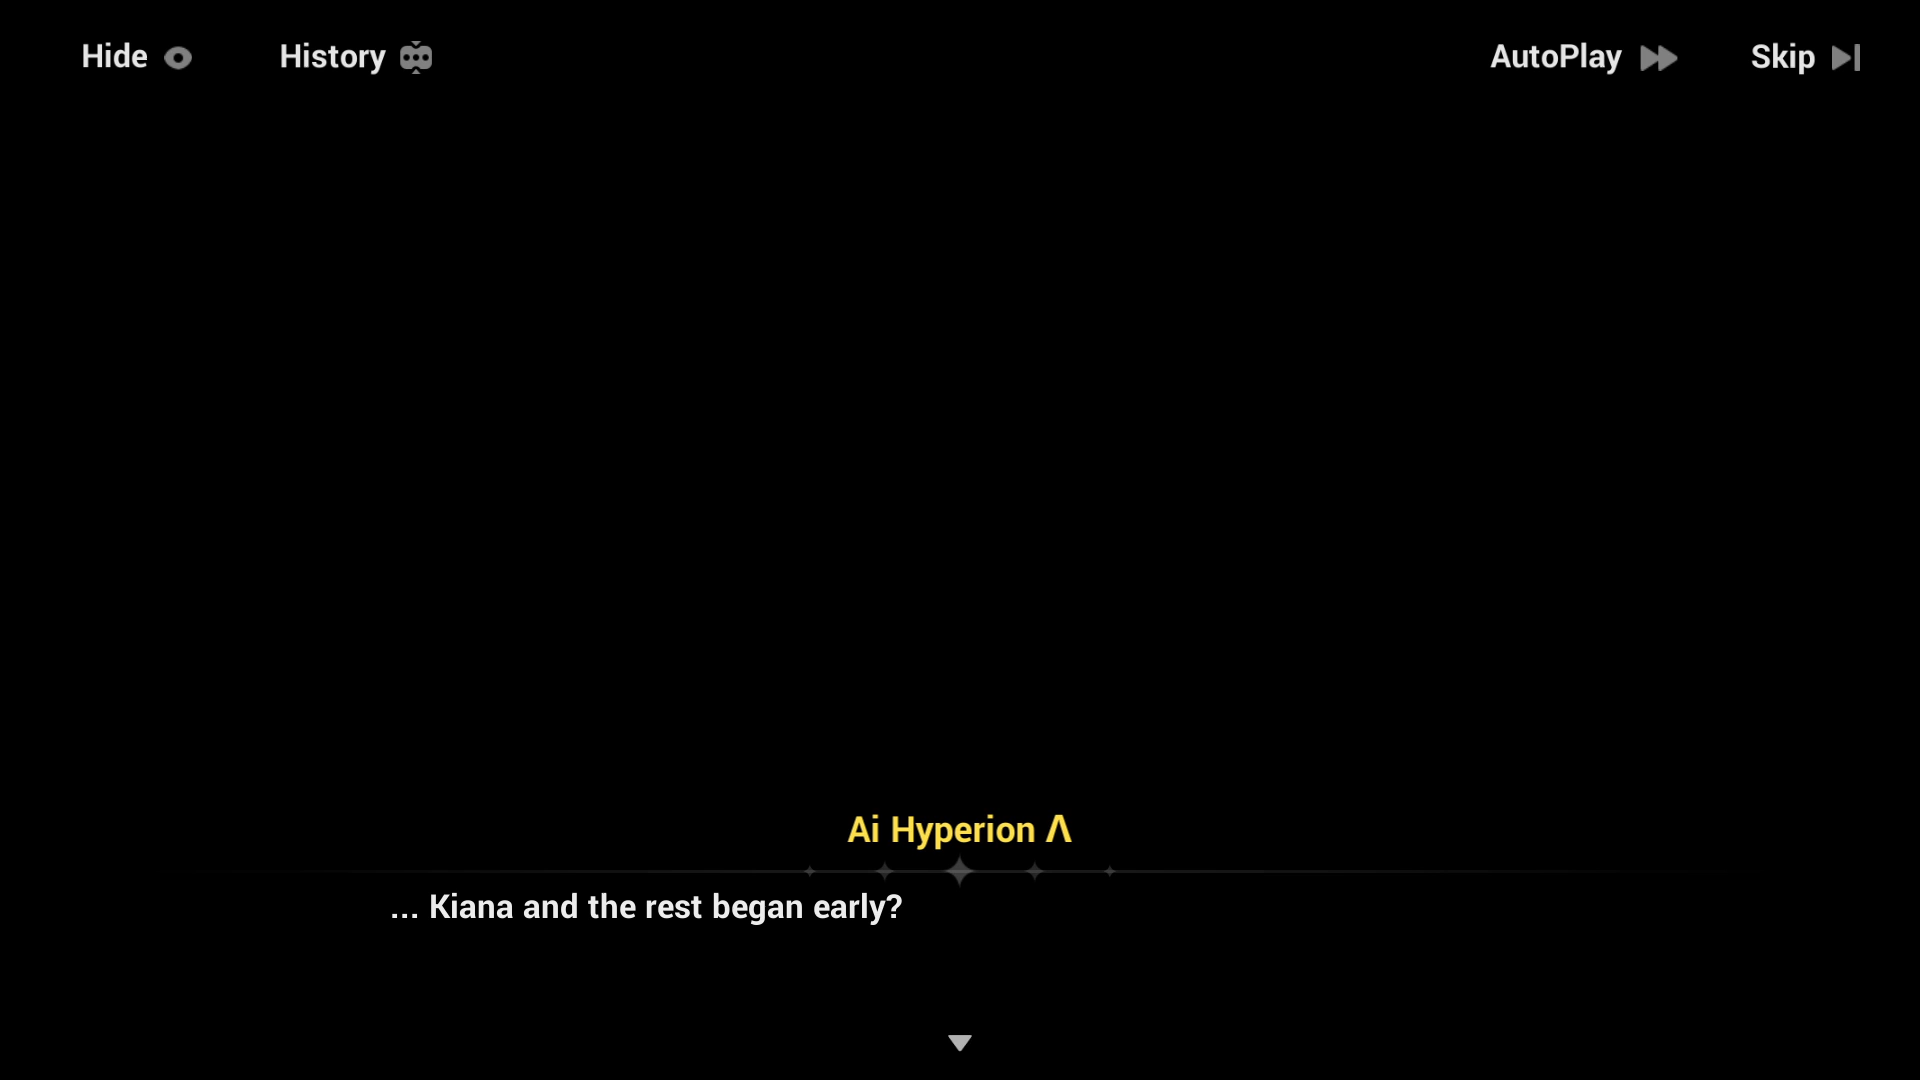 Hide
History
AutoPlay
Skip
Ai Hyperion Λ
... Kiana and the rest began early?